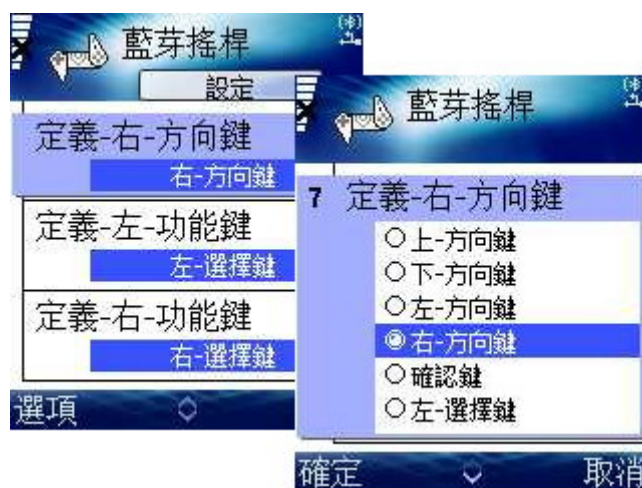 藍芽搖桿
設定
定義-右-方向鍵
右-方向鍵
定義-左-功能鍵
左-選擇鍵
定義-右-功能鍵
右-選擇鍵
選項
藍芽搖桿
7 定義-右-方向鍵
上-方向鍵
下-方向鍵
左-方向鍵
右-方向鍵
確認鍵
左-選擇鍵
確定
取消